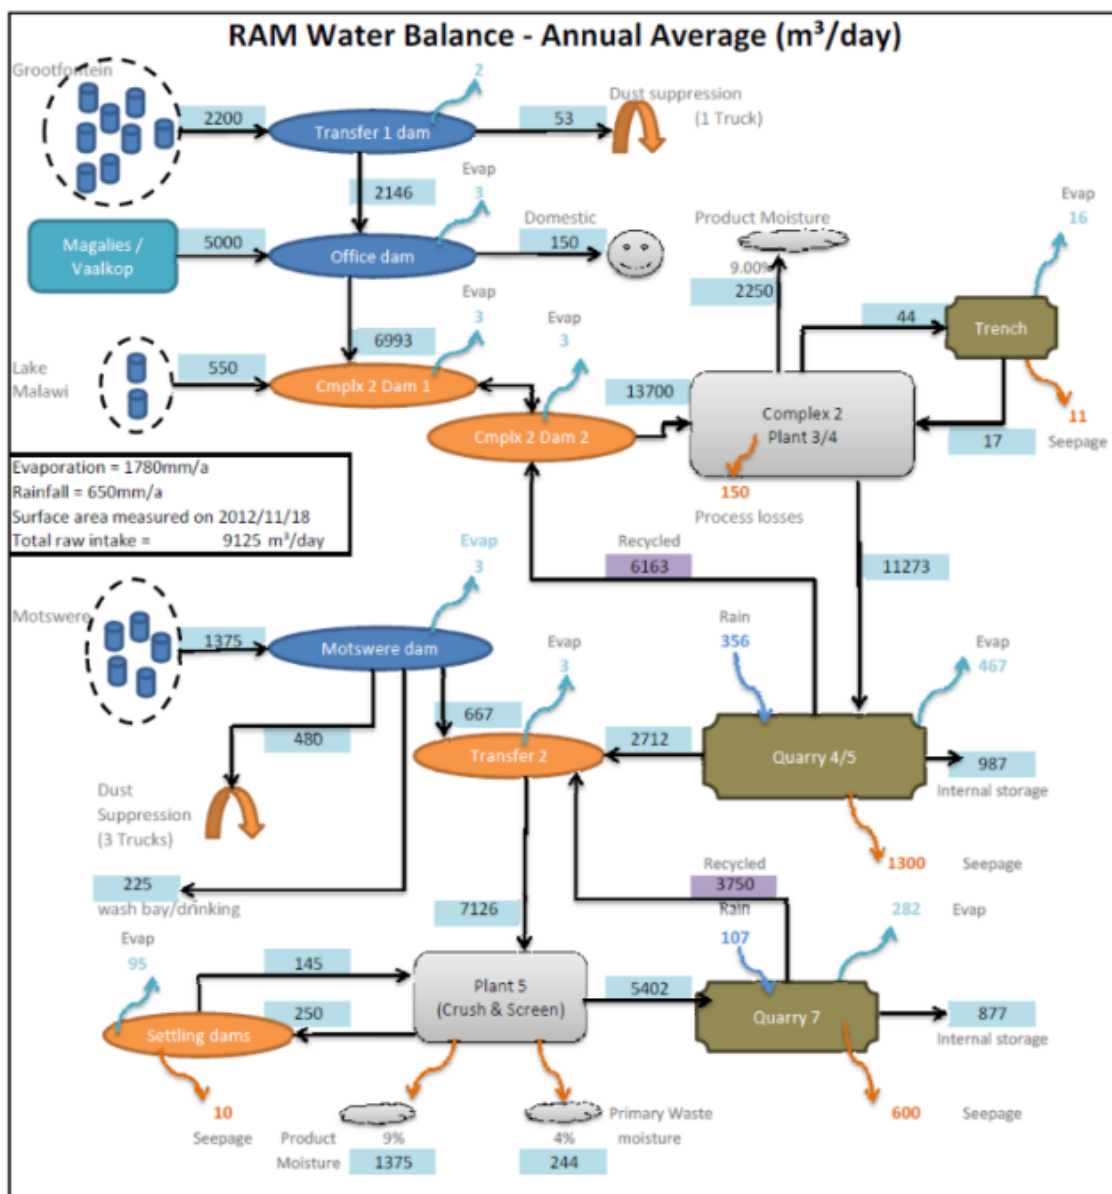 RAM Water Balance - Annual Average (m³/day)
Grootfontein
2200
Transfer 1 dam
2
53
Dust suppression
(1 Truck)
2146
Evap
3
Magalies /
Vaalkop
5000
Office dam
Domestic
150
Product Moisture
9.00%
2250
Evap
16
44
Trench
11
Seepage
17
6993
Evap
3
Evap
3
Lake
Malawi
550
Cmplx 2 Dam 1
Cmplx 2 Dam 2
13700
Complex 2
Plant 3/4
150
Process losses
Evaporation = 1780mm/a
Rainfall = 650mm/a
Surface area measured on 2012/11/18
Total raw intake = 9125 m³/day
Recycled
6163
11273
Motswere
1375
Motswere dam
Evap
3
Evap
3
Rain
356
Evap
467
667
480
Transfer 2
2712
Quarry 4/5
987
Internal storage
Dust
Suppression
(3 Trucks)
1300
Seepage
225
wash bay/drinking
Recycled
3750
Rain
107
282
Evap
7126
Evap
95
145
250
Settling dams
Plant 5
(Crush & Screen)
5402
Quarry 7
877
Internal storage
10
Seepage
Product
Moisture
9%
1375
4%
244
Primary Waste
moisture
600
Seepage